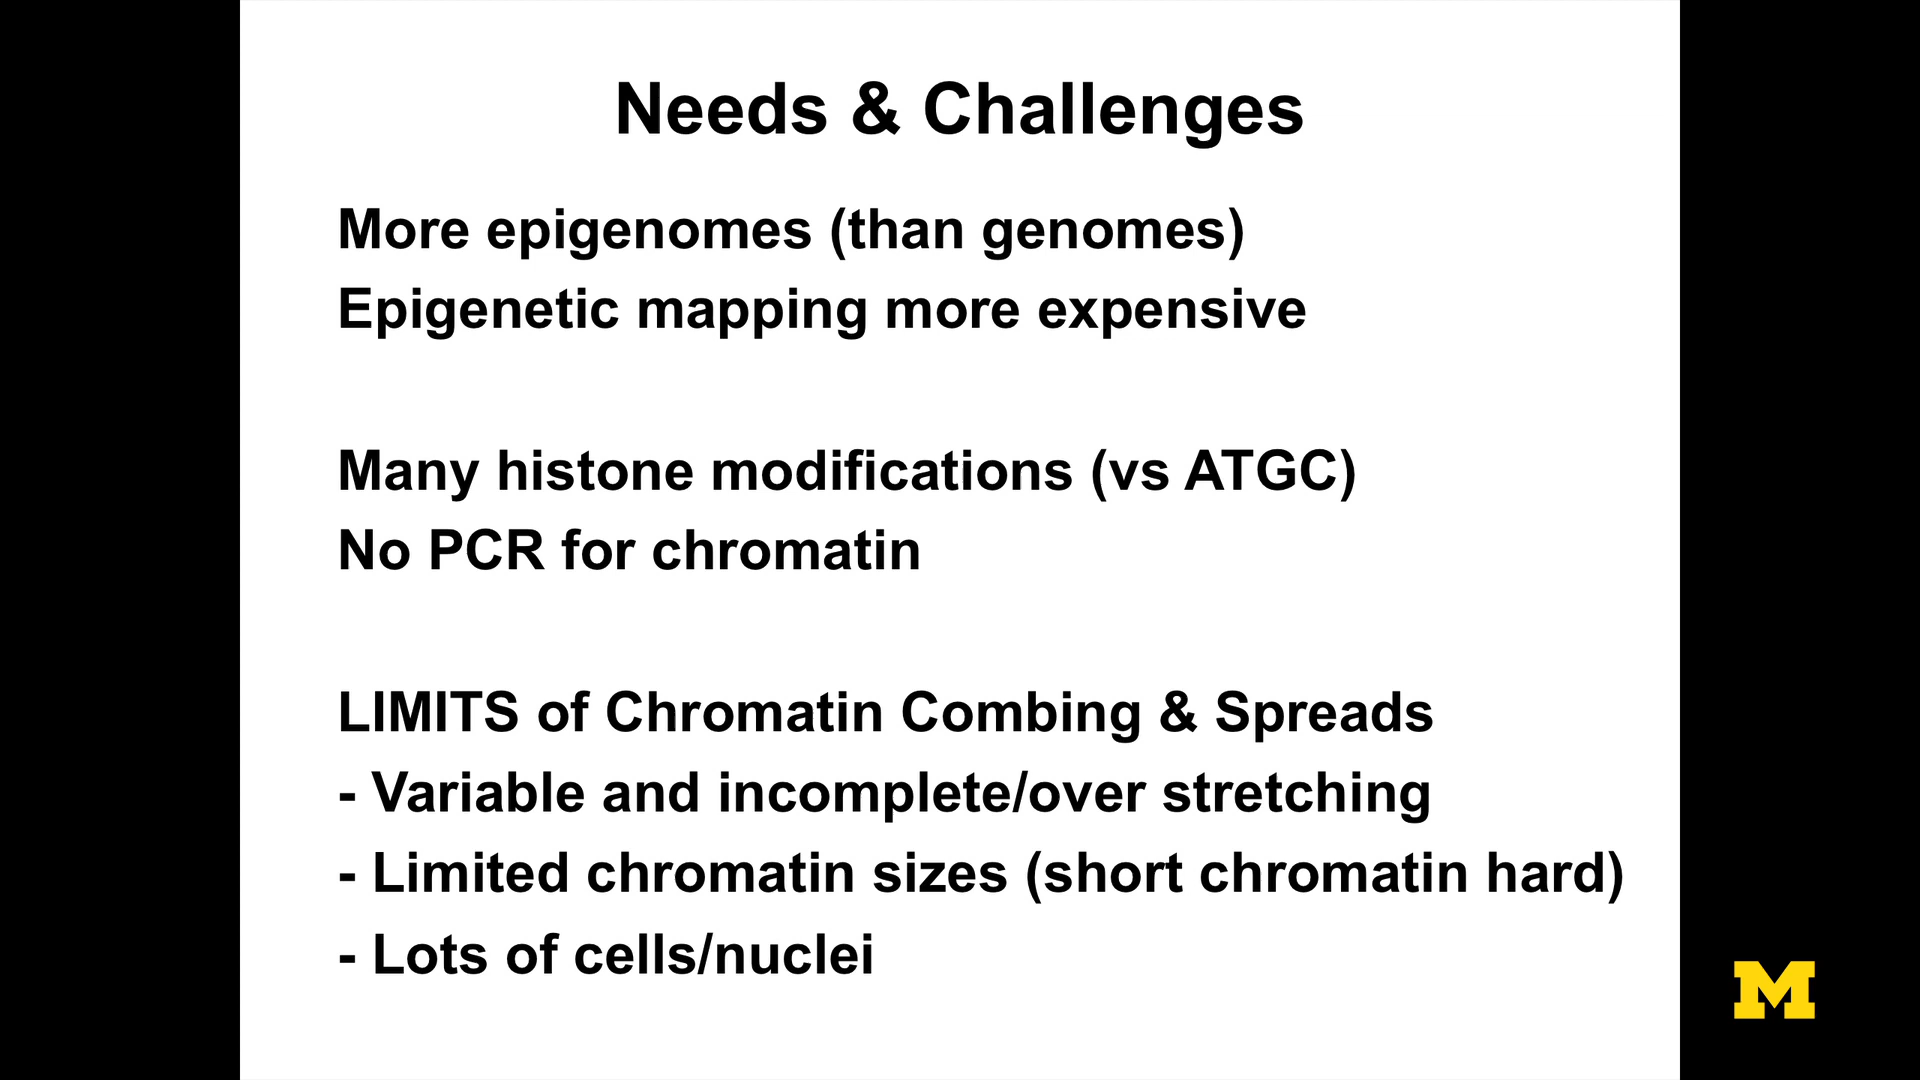 Needs & Challenges
More epigenomes (than genomes)
Epigenetic mapping more expensive
Many histone modifications (vs ATGC)
No PCR for chromatin
LIMITS of Chromatin Combing & Spreads
- Variable and incomplete/over stretching
- Limited chromatin sizes (short chromatin hard)
- Lots of cells/nuclei
M